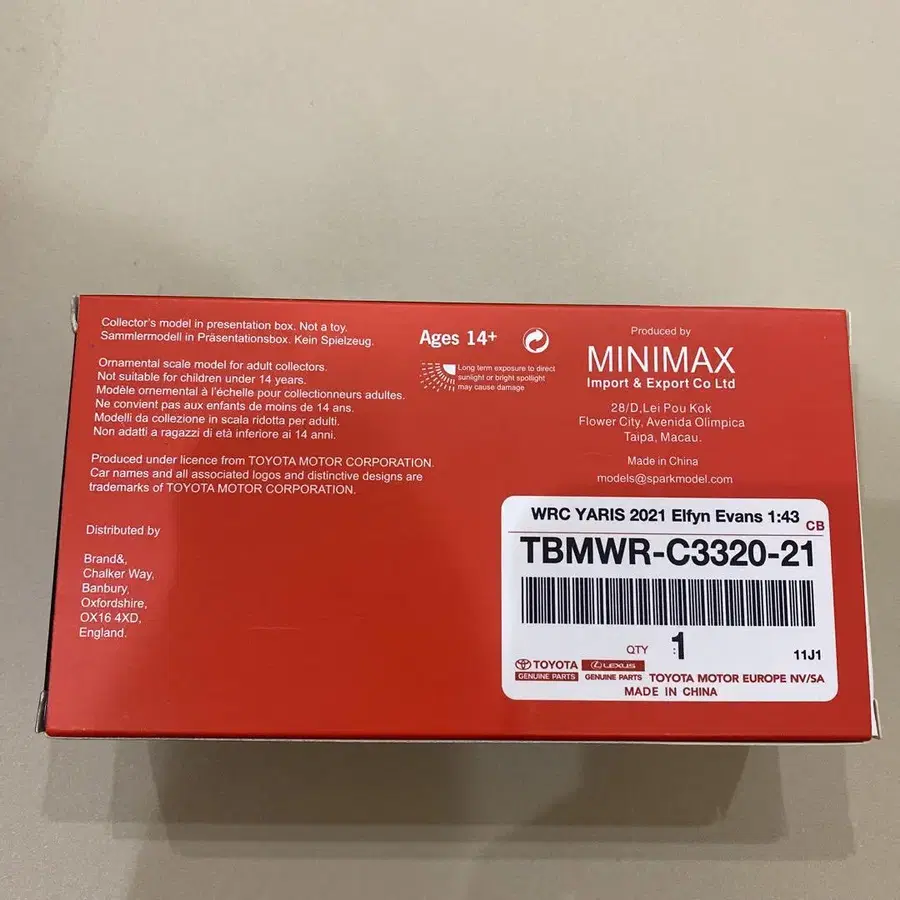 Collector's model in presentation box. Not a toy.
Sammlermodell in Präsentationsbox. Kein Spielzeug.
Ornamental scale model for adult collectors.
Not suitable for children under 14 years.
Modèle ornemental à l'échelle pour collectionneurs adultes.
Ne convient pas aux enfants de moins de 14 ans.
Modelli da collezione in scala ridotta per adulti.
Non adatti a ragazzi di età inferiore ai 14 anni.
Produced under licence from TOYOTA MOTOR CORPORATION.
Car names and all associated logos and distinctive designs are
trademarks of TOYOTA MOTOR CORPORATION.
Distributed by
Brand&,
Chalker Way,
Banbury,
Oxfordshire,
OX16 4XD,
England.
Ages 14+
Long term exposure to direct
sunlight or bright spotlight
may cause damage
Produced by
MINIMAX
Import & Export Co Ltd
28/D,Lei Pou Kok
Flower City, Avenida Olimpica
Taipa, Macau.
Made in China
models@sparkmodel.com
WRC YARIS 2021 Elfyn Evans 1:43 CB
TBMWR-C3320-21
QTY :1
11J1
TOYOTA
GENUINE PARTS
LEXUS
GENUINE PARTS
TOYOTA MOTOR EUROPE NV/SA
MADE IN CHINA